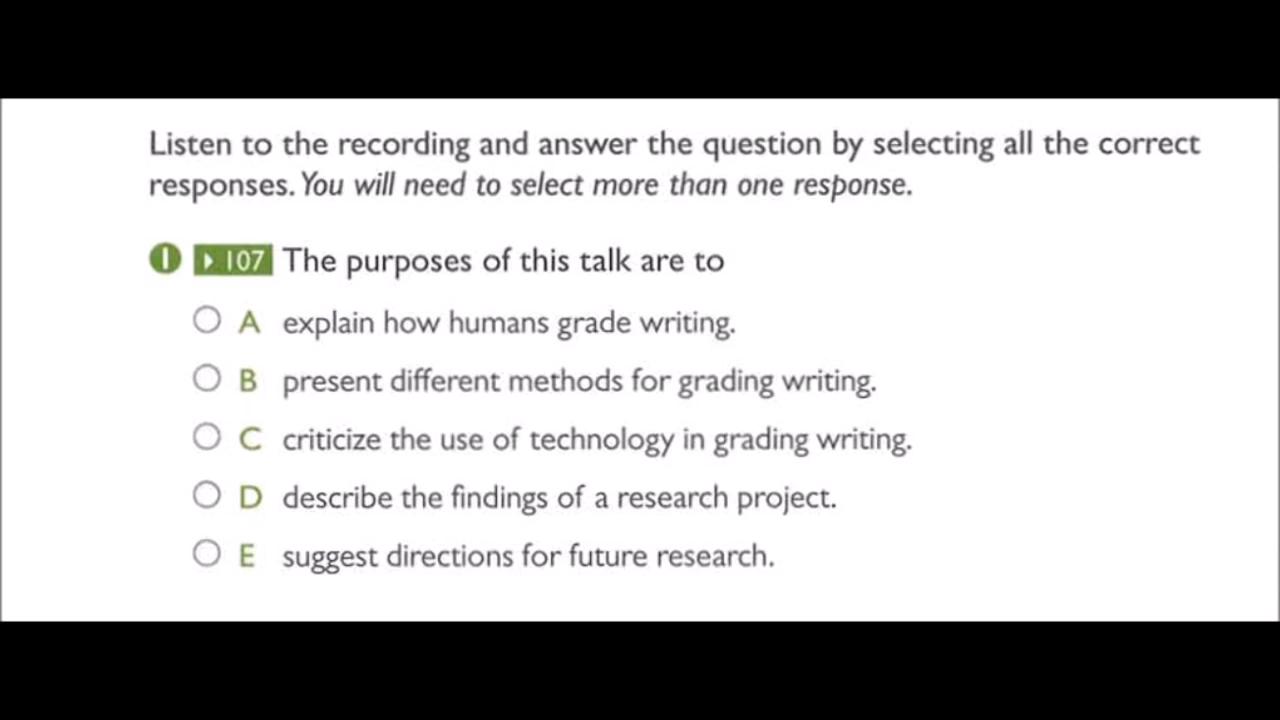 Listen to the recording and answer the question by selecting all the correct
responses. You will need to select more than one response.
1 107 The purposes of this talk are to
A explain how humans grade writing.
B present different methods for grading writing.
C criticize the use of technology in grading writing.
D describe the findings of a research project.
E suggest directions for future research.